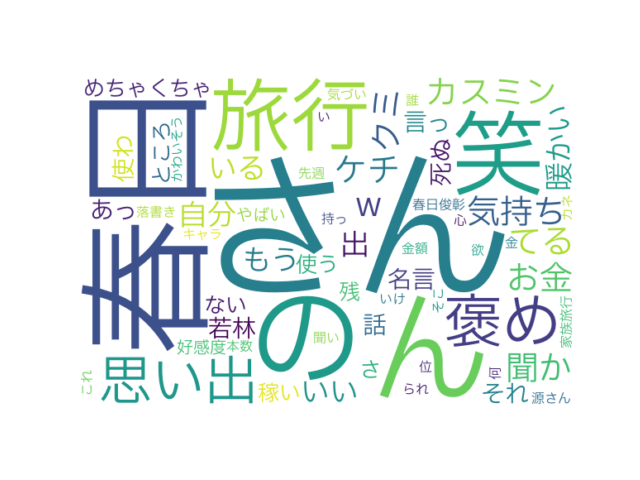 めちゃくちゃ
旅行
気づい
誰
ミ
カスミン
春日
ところ
かわいそう
使わ
いる
さ
ん
ケチ
ク
言っ
死ぬ
笑
暖かい
い
先週
あっ
落書き
自分
やばい
持っ
w
春日俊彰
心
気持ち
カネ
キャラ
もう
使う
出
金額
欲
金
てる
ない
若林
の
残
いけ
名言
そこ
お金
褒め
家族旅行
好感度
本数
聞い
話
ん
これ
思い出
稼い
いい
さ
られ
位
何
聞か
それ
源さん